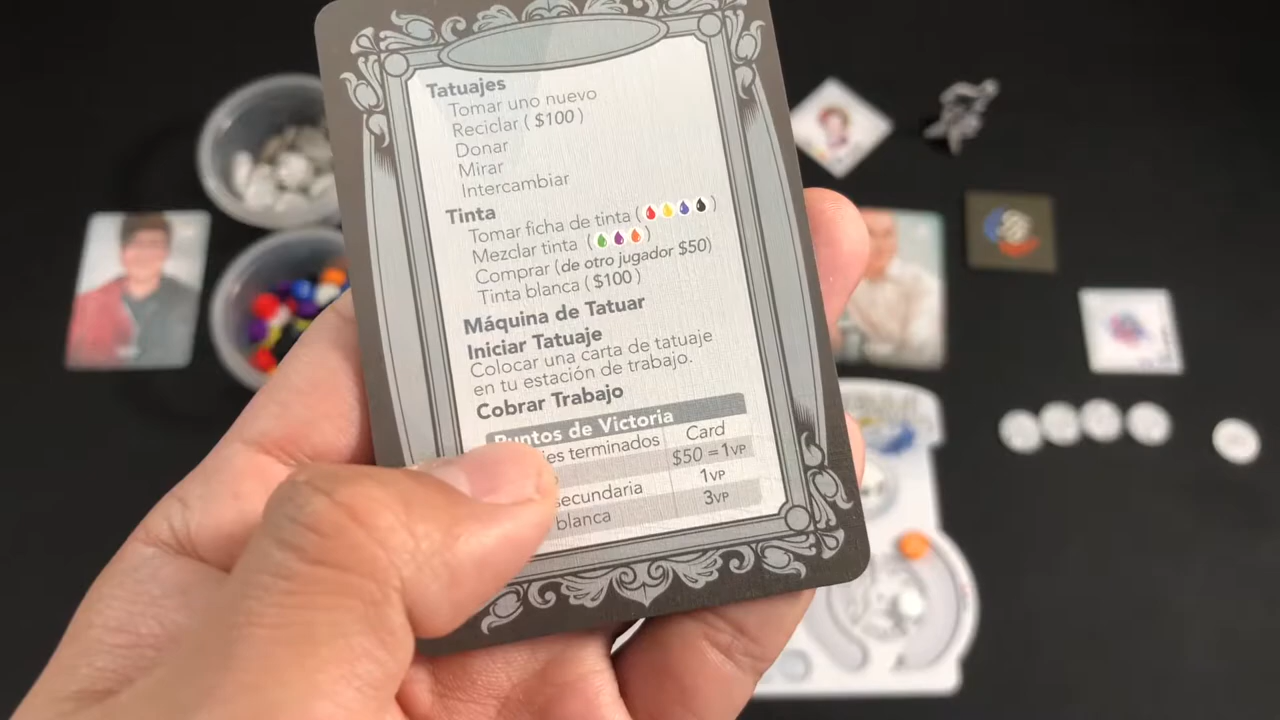 Tatuajes
Tomar uno nuevo
Reciclar ( $100 )
Donar
Mirar
Intercambiar
Tinta
Tomar ficha de tinta ( )
Mezclar tinta ( )
Comprar (de otro jugador $50)
Tinta blanca ( $100 )
Máquina de Tatuar
Iniciar Tatuaje
Colocar una carta de tatuaje
en tu estación de trabajo.
Cobrar Trabajo
Puntos de Victoria
terminados Card
$50 =1VP
secundaria 1VP
blanca 3VP